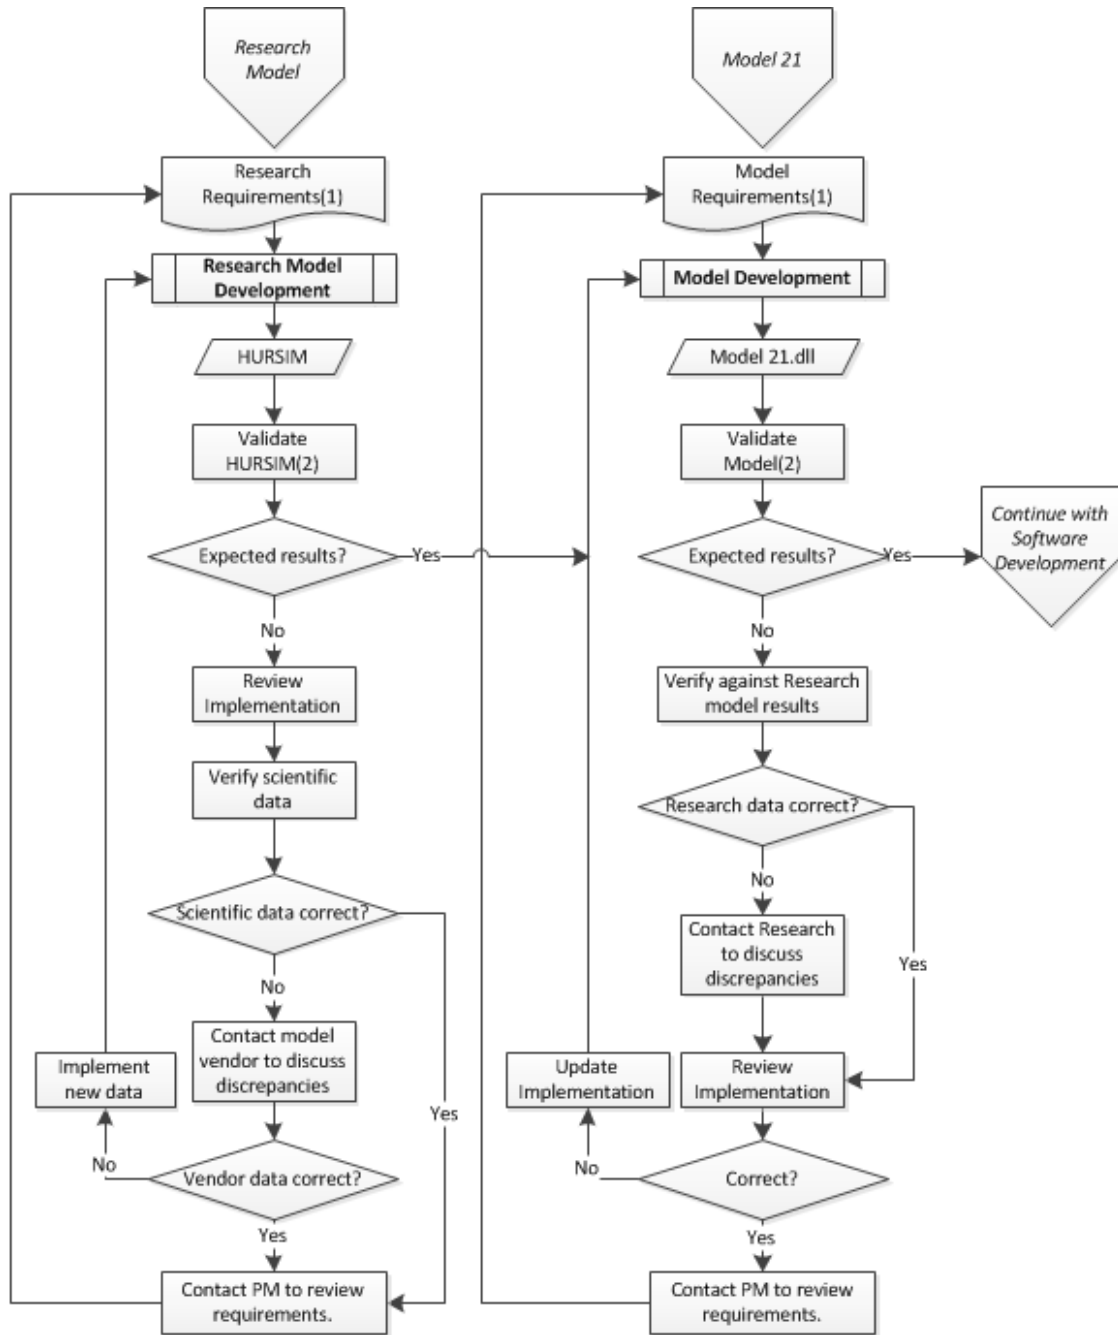 Research
Model
Research
Requirements(1)
Research Model
Development
HURSIM
Validate
HURSIM(2)
Expected results?
Yes
No
Review
Implementation
Verify scientific
data
Scientific data correct?
No
Yes
Contact model
vendor to discuss
discrepancies
Implement
new data
No
Vendor data correct?
Yes
Contact PM to review
requirements.
Model 21
Model
Requirements(1)
Model Development
Model 21.dll
Validate
Model(2)
Expected results?
Yes
Continue with
Software
Development
No
Verify against Research
model results
Research data correct?
No
Yes
Contact Research
to discuss
discrepancies
Update
Implementation
Review
Implementation
No
Correct?
Yes
Contact PM to review
requirements.